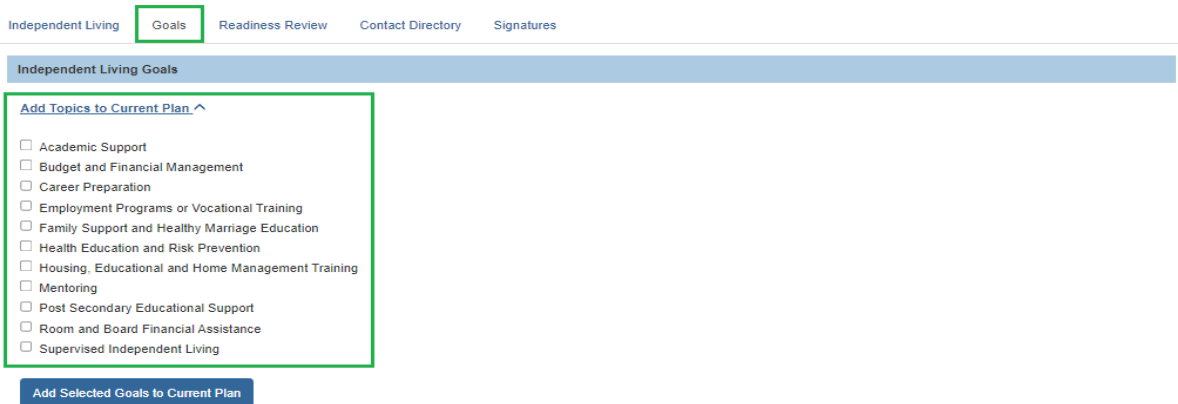 Independent Living Goals Readiness Review Contact Directory Signatures
Independent Living Goals
Add Topics to Current Plan
Academic Support
Budget and Financial Management
Career Preparation
Employment Programs or Vocational Training
Family Support and Healthy Marriage Education
Health Education and Risk Prevention
Housing, Educational and Home Management Training
Mentoring
Post Secondary Educational Support
Room and Board Financial Assistance
Supervised Independent Living
Add Selected Goals to Current Plan